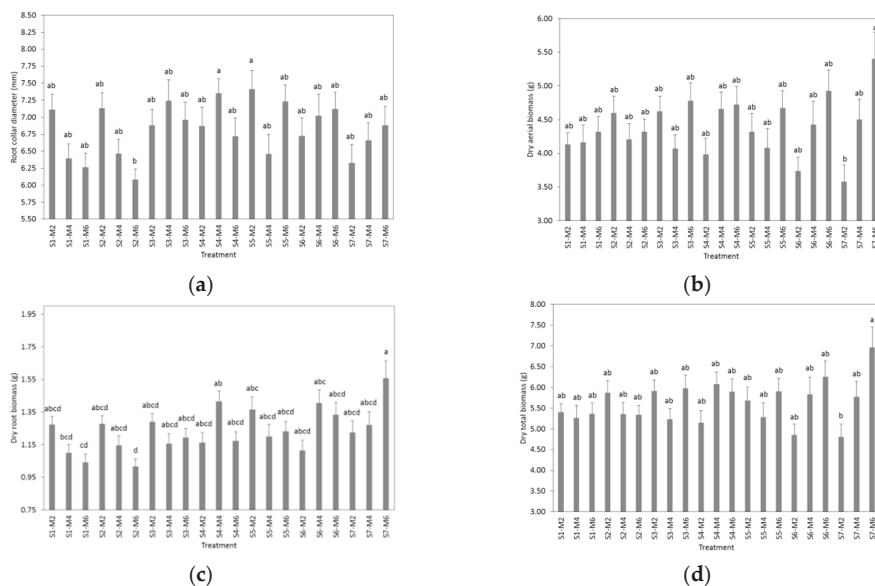 Root collar diameter (mm)
8.50
8.25
8.00
7.75
7.50
7.25
7.00
6.75
6.50
6.25
6.00
5.75
5.50
ab ab ab ab ab b ab ab ab ab a ab a ab ab ab ab ab ab ab ab
S1-M2 S1-M4 S1-M6 S2-M2 S2-M4 S2-M6 S3-M2 S3-M4 S3-M6 S4-M2 S4-M4 S4-M6 S5-M2 S5-M4 S5-M6 S6-M2 S6-M4 S6-M6 S7-M2 S7-M4 S7-M6
Treatment
(a)
Dry aerial biomass (g)
6.00
5.50
5.00
4.50
4.00
3.50
3.00
ab ab ab ab ab ab ab ab ab ab ab ab ab ab ab ab ab ab b ab
S1-M2 S1-M4 S1-M6 S2-M2 S2-M4 S2-M6 S3-M2 S3-M4 S3-M6 S4-M2 S4-M4 S4-M6 S5-M2 S5-M4 S5-M6 S6-M2 S6-M4 S6-M6 S7-M2 S7-M4 S7-M6
Treatment
(b)
Dry root biomass (g)
1.95
1.75
1.55
1.35
1.15
0.95
0.75
abcd bcd cd abcd abcd d abcd abcd abcd abcd ab abcd abc abcd abcd abcd abc abcd abcd abcd a
S1-M2 S1-M4 S1-M6 S2-M2 S2-M4 S2-M6 S3-M2 S3-M4 S3-M6 S4-M2 S4-M4 S4-M6 S5-M2 S5-M4 S5-M6 S6-M2 S6-M4 S6-M6 S7-M2 S7-M4 S7-M6
Treatment
(c)
Dry total biomass (g)
8.00
7.50
7.00
6.50
6.00
5.50
5.00
4.50
4.00
3.50
3.00
ab ab ab ab ab ab ab ab ab ab ab ab ab ab ab ab ab ab b ab a
S1-M2 S1-M4 S1-M6 S2-M2 S2-M4 S2-M6 S3-M2 S3-M4 S3-M6 S4-M2 S4-M4 S4-M6 S5-M2 S5-M4 S5-M6 S6-M2 S6-M4 S6-M6 S7-M2 S7-M4 S7-M6
Treatment
(d)